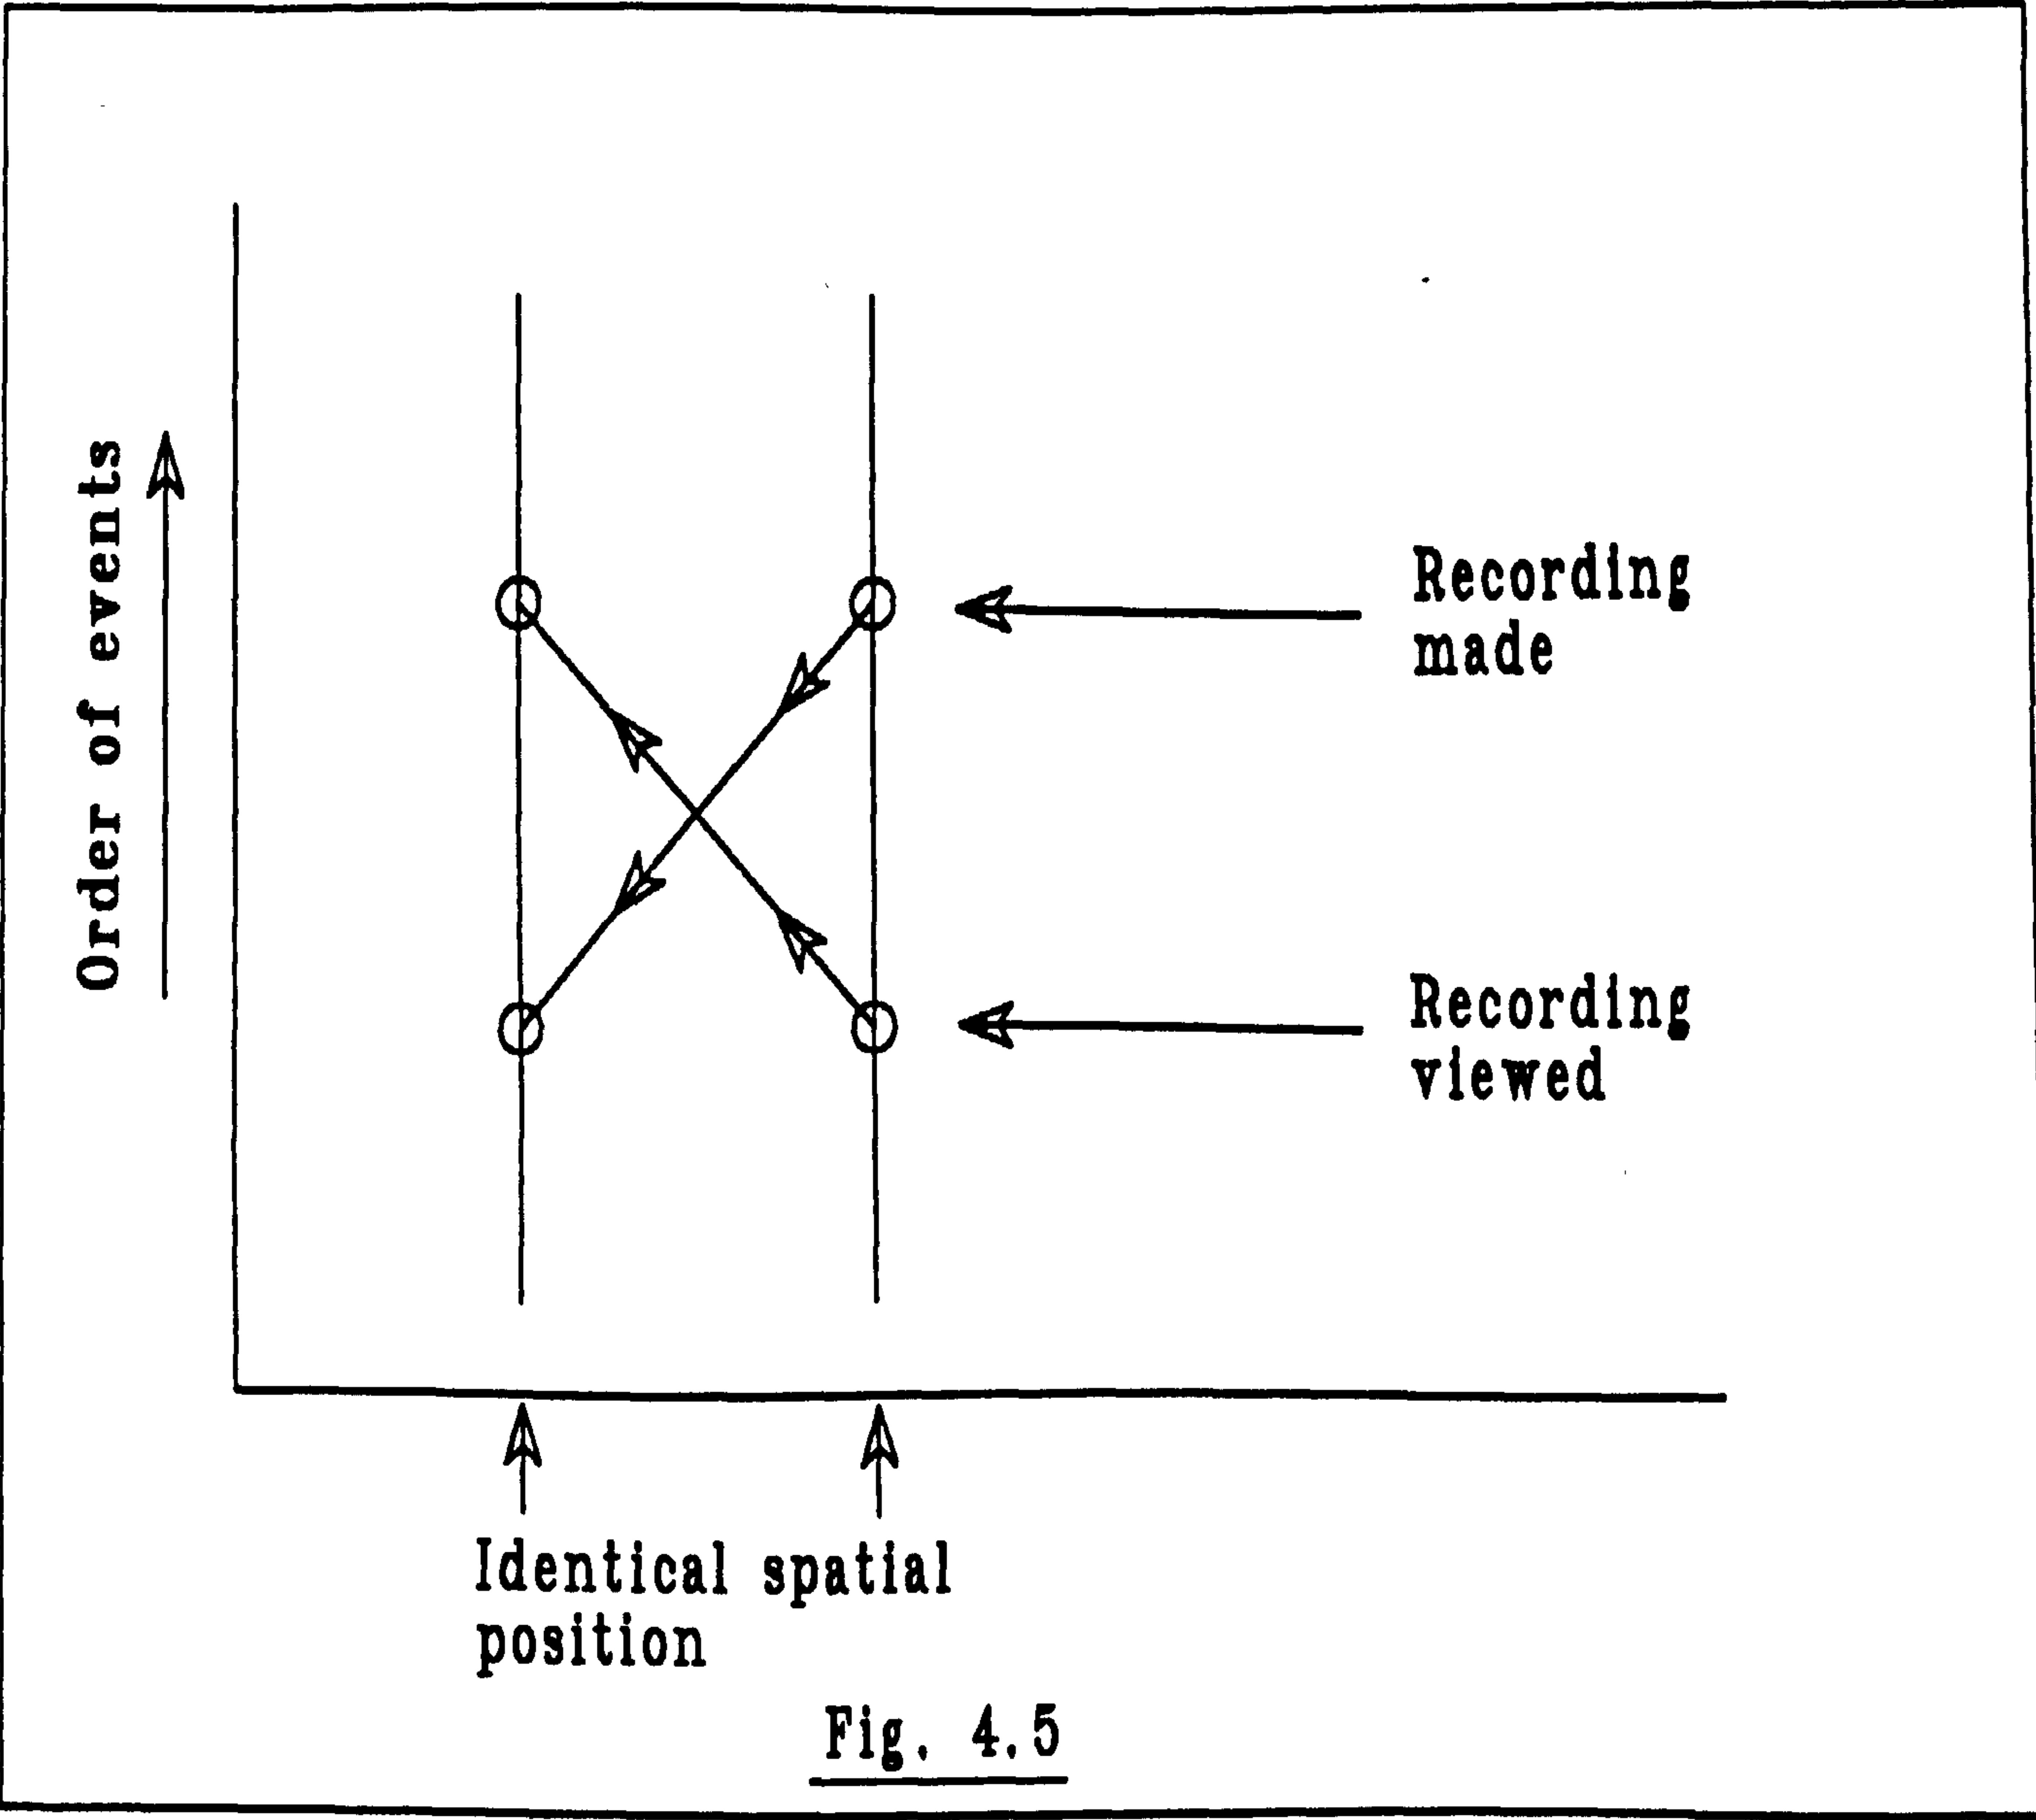 Order of events
Recording
made
Recording
viewed
Identical spatial
position
Fig. 4.5